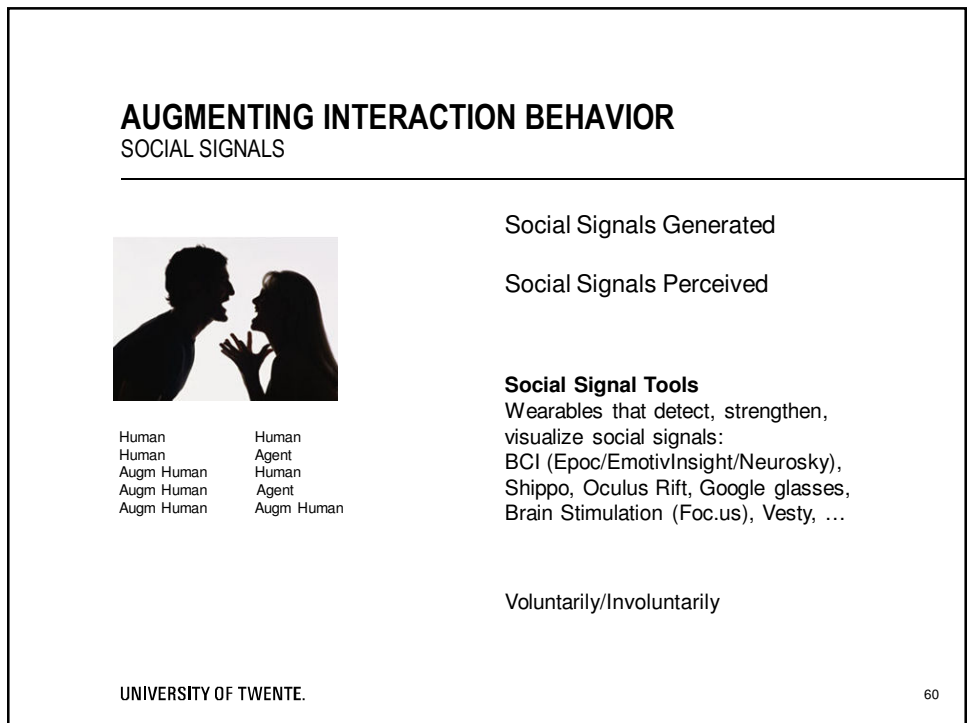 AUGMENTING INTERACTION BEHAVIOR
SOCIAL SIGNALS
Human Human
Human Agent
Augm Human Human
Augm Human Agent
Augm Human Augm Human
Social Signals Generated
Social Signals Perceived
Social Signal Tools
Wearables that detect, strengthen,
visualize social signals:
BCI (Epoc/EmotivInsight/Neurosky),
Shippo, Oculus Rift, Google glasses,
Brain Stimulation (Foc.us), Vesty, …
Voluntarily/Involuntarily
UNIVERSITY OF TWENTE.
60